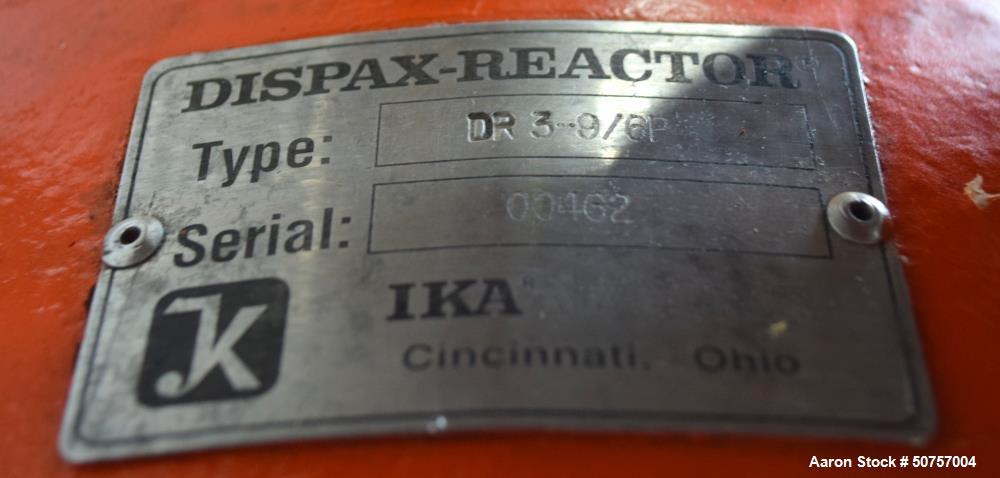 DISPAX-REACTOR®
Type: DR 3-9/6P
Serial: 00462
IKA®
Cincinnati, Ohio
Aaron Stock # 50757004